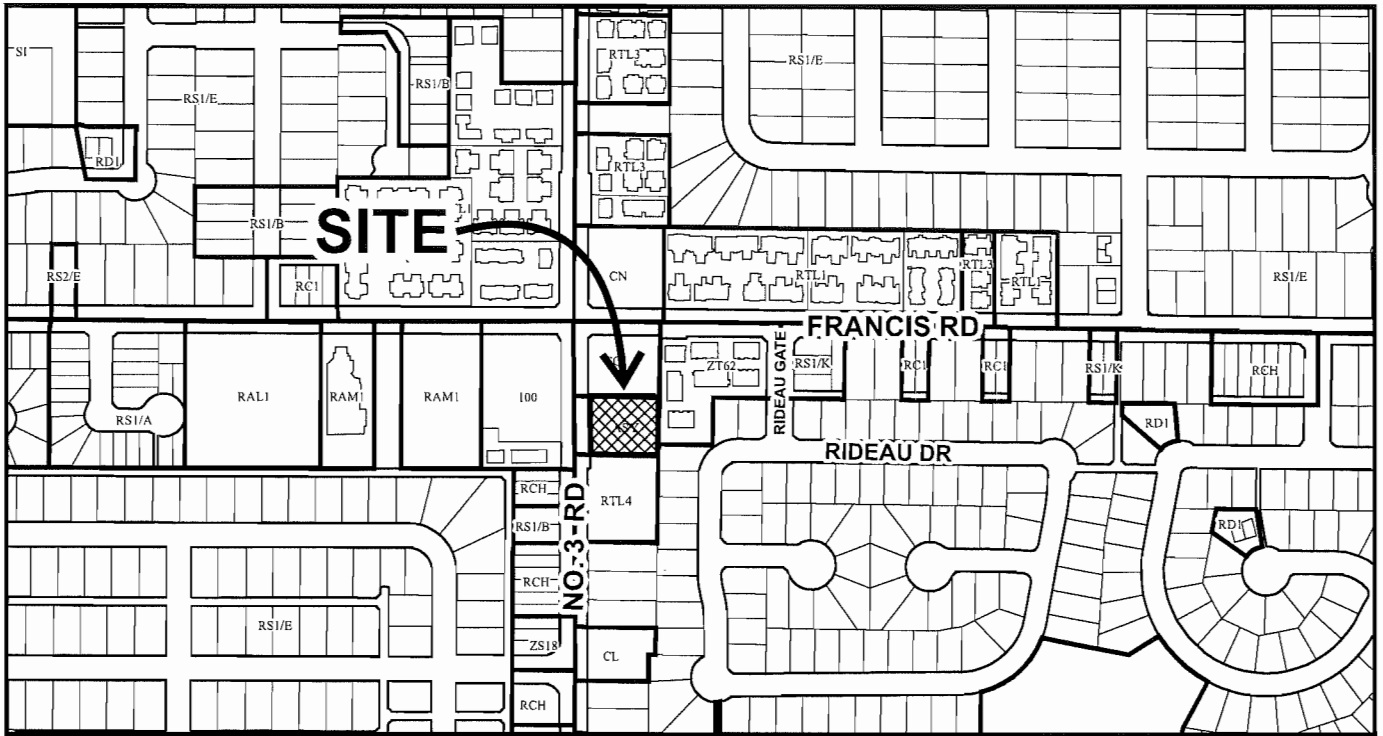 SI
RS1/E
RS1/B
RTL3
RS1/E
RD1
RTL3
RS1/B
SITE
RS2/E
RC1
CN
RTL1
RTL3
RTL1
RS1/E
FRANCIS RD
RS1/A
RAL1
RAM1
RAM1
100
ZT62
RIDEAU GATE
RS1/K
RC1
RC1
RS1/K
RCH
RD1
RIDEAU DR
RCH
RS1/B
RTL4
NO. 3 RD
RCH
RD1
RS1/E
ZS18
CL
RCH